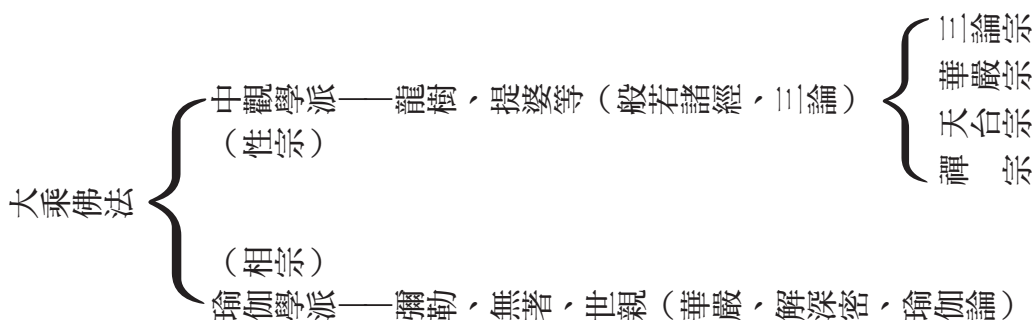 大乘佛法
中觀學派——龍樹、提婆等（般若諸經、三論）
（性宗）
三論宗
華嚴宗
天台宗
禪　宗
（相宗）
瑜伽學派——彌勒、無著、世親（華嚴、解深密、瑜伽論）